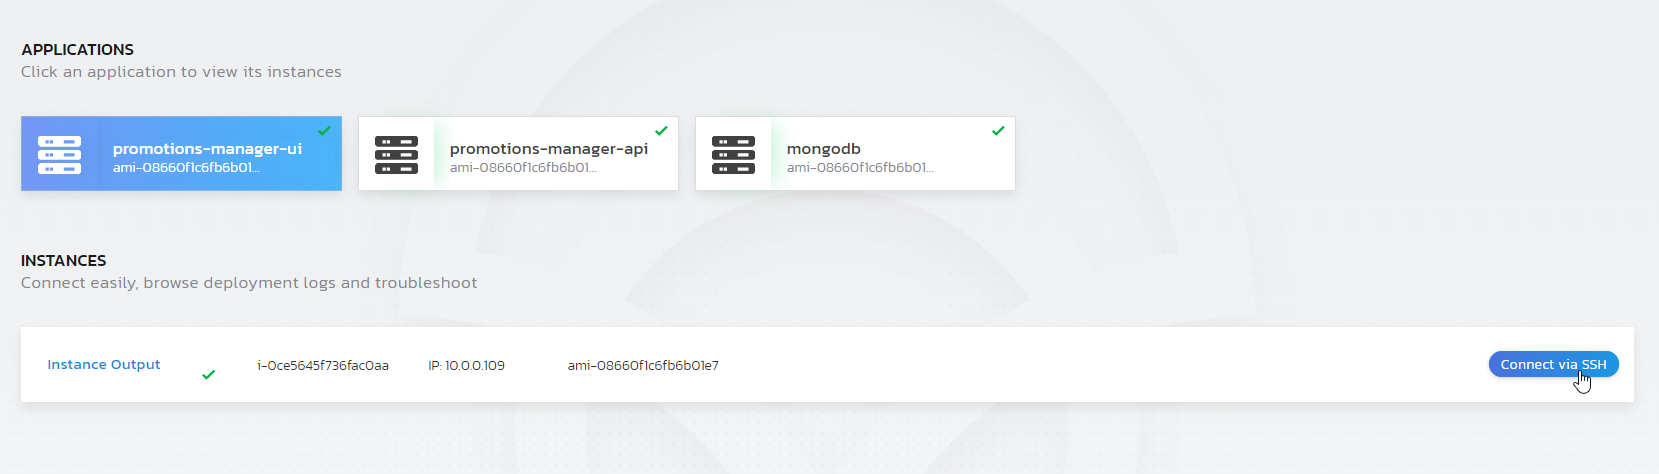 APPLICATIONS
Click an application to view its instances
promotions-manager-ui
ami-08660f1c6fb6b01...
promotions-manager-api
ami-08660f1c6fb6b01...
mongodb
ami-08660f1c6fb6b01...
INSTANCES
Connect easily, browse deployment logs and troubleshoot
Instance Output i-0ce5645f736fac0aa IP: 10.0.0.109 ami-08660f1c6fb6b01e7 Connect via SSH